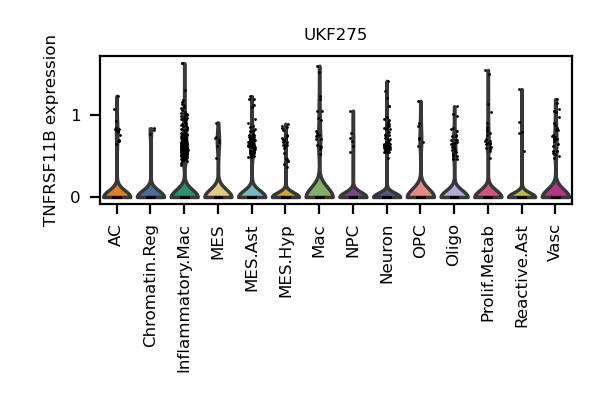 UKF275
TNFRSF11B expression
1
0
AC
Chromatin.Reg
Inflammatory.Mac
MES
MES.Ast
MES.Hyp
Mac
NPC
Neuron
OPC
Oligo
Prolif.Metab
Reactive.Ast
Vasc